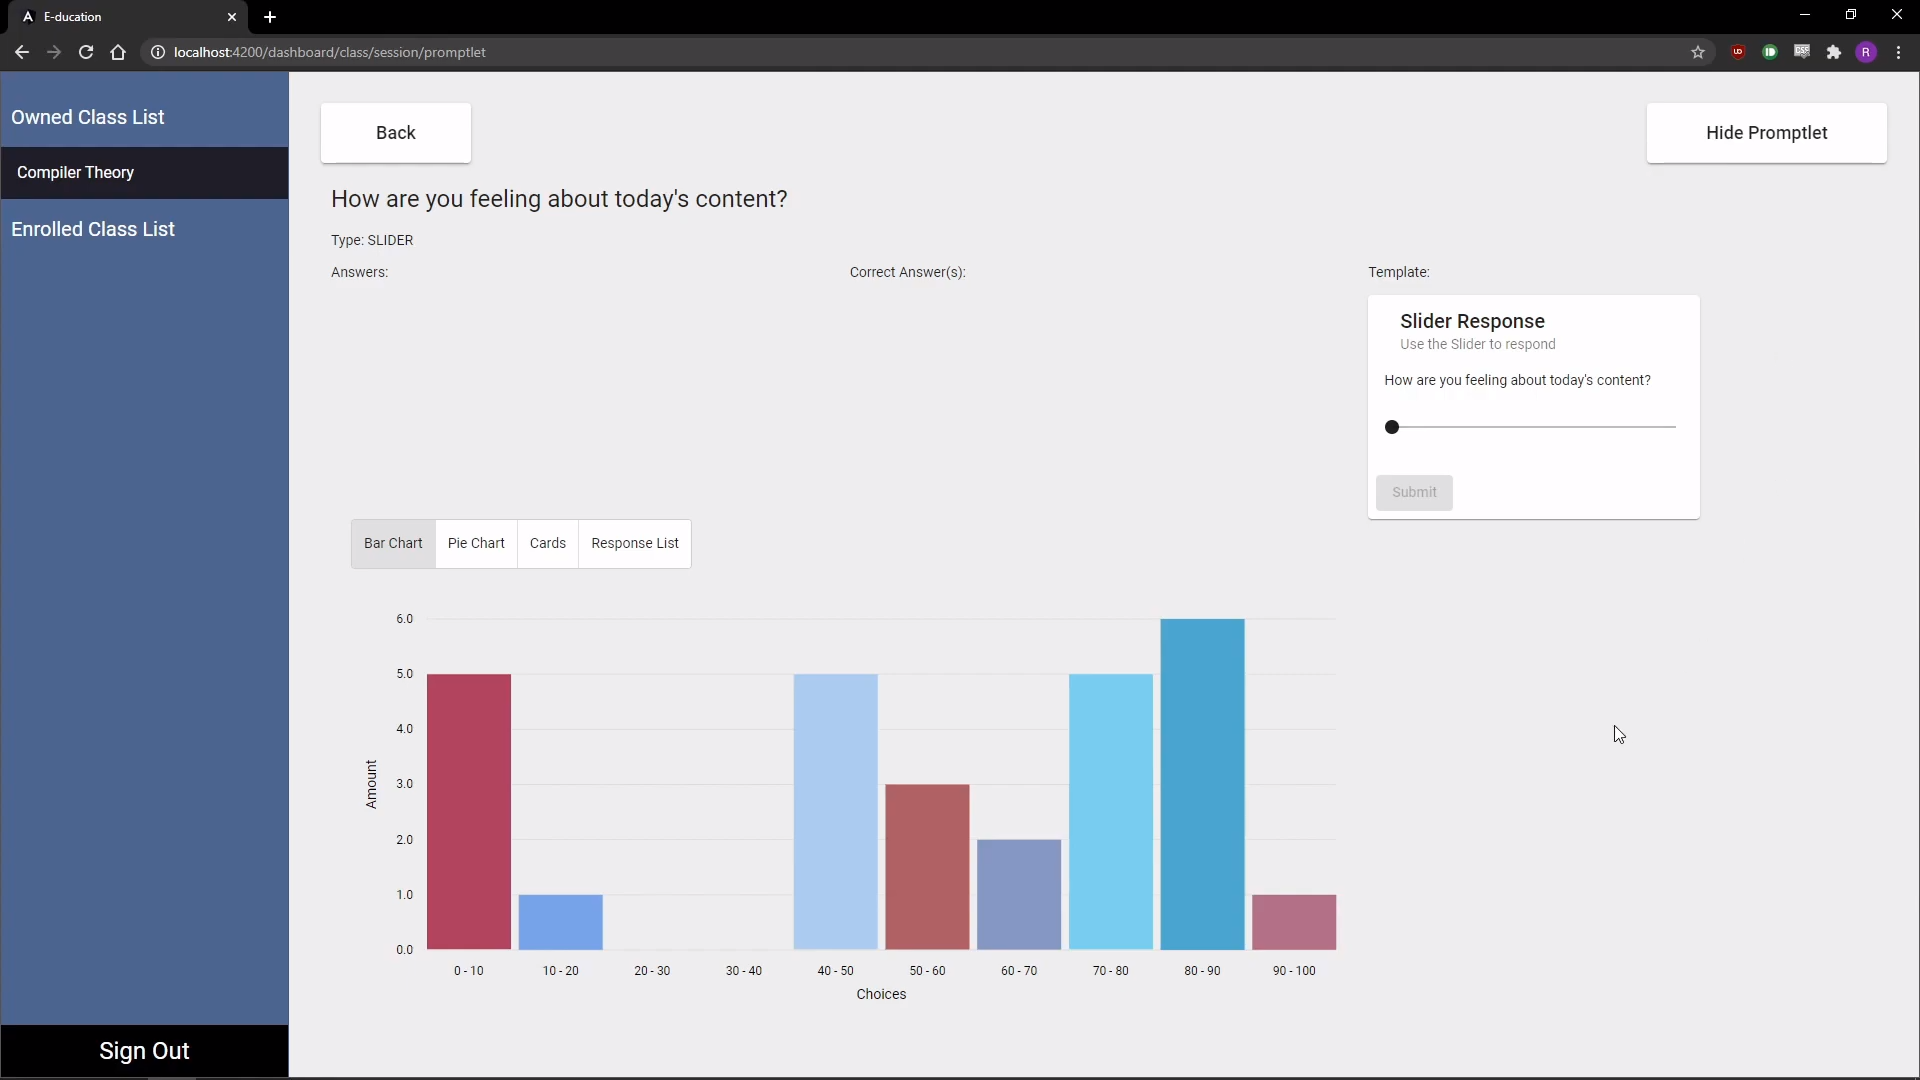 E-ducation
localhost:4200/dashboard/class/session/promptlet
R
Owned Class List
Compiler Theory
Enrolled Class List
Sign Out
Back
Hide Promptlet
How are you feeling about today's content?
Type: SLIDER
Answers:
Correct Answer(s):
Template:
Slider Response
Use the Slider to respond
How are you feeling about today's content?
Submit
Bar Chart
Pie Chart
Cards
Response List
6.0
5.0
4.0
3.0
2.0
1.0
0.0
Amount
0 - 10
10 - 20
20 - 30
30 - 40
40 - 50
50 - 60
60 - 70
70 - 80
80 - 90
90 - 100
Choices